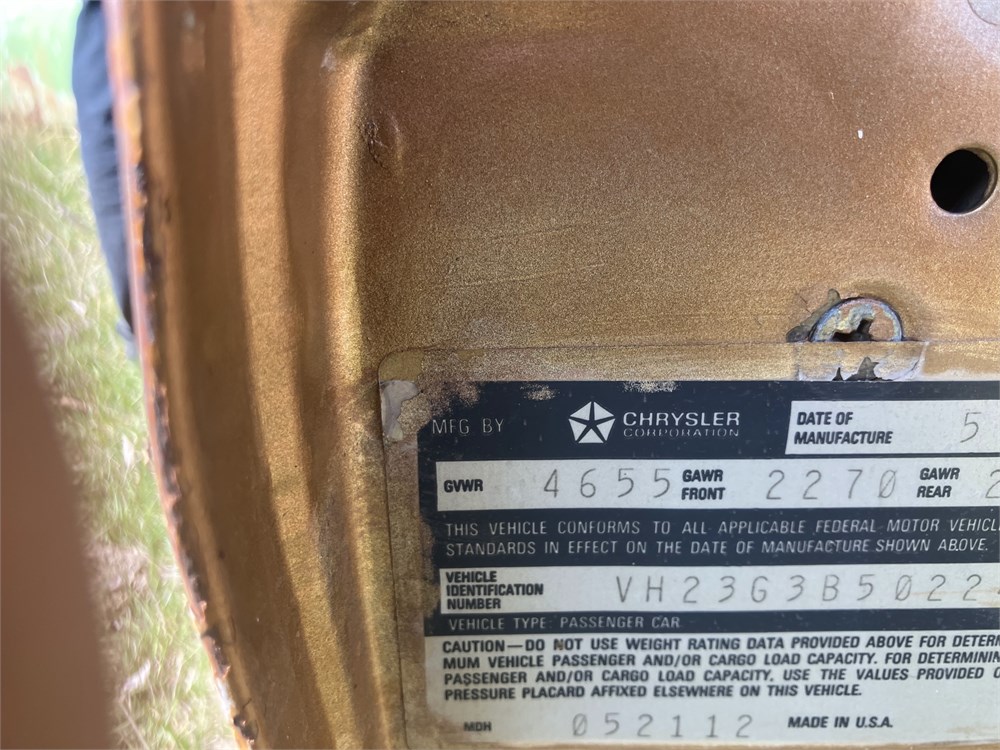 MFG BY CHRYSLER CORPORATION DATE OF MANUFACTURE 5
GVWR 4655 GAWR FRONT 2270 GAWR REAR 2
THIS VEHICLE CONFORMS TO ALL APPLICABLE FEDERAL MOTOR VEHICL
STANDARDS IN EFFECT ON THE DATE OF MANUFACTURE SHOWN ABOVE.
VEHICLE IDENTIFICATION NUMBER VH23G3B5022
VEHICLE TYPE: PASSENGER CAR
CAUTION—DO NOT USE WEIGHT RATING DATA PROVIDED ABOVE FOR DETERM
MUM VEHICLE PASSENGER AND/OR CARGO LOAD CAPACITY. FOR DETERMININ
PASSENGER AND/OR CARGO LOAD CAPACITY, USE THE VALUES PROVIDED O
PRESSURE PLACARD AFFIXED ELSEWHERE ON THIS VEHICLE.
MDH 052112 MADE IN U.S.A.